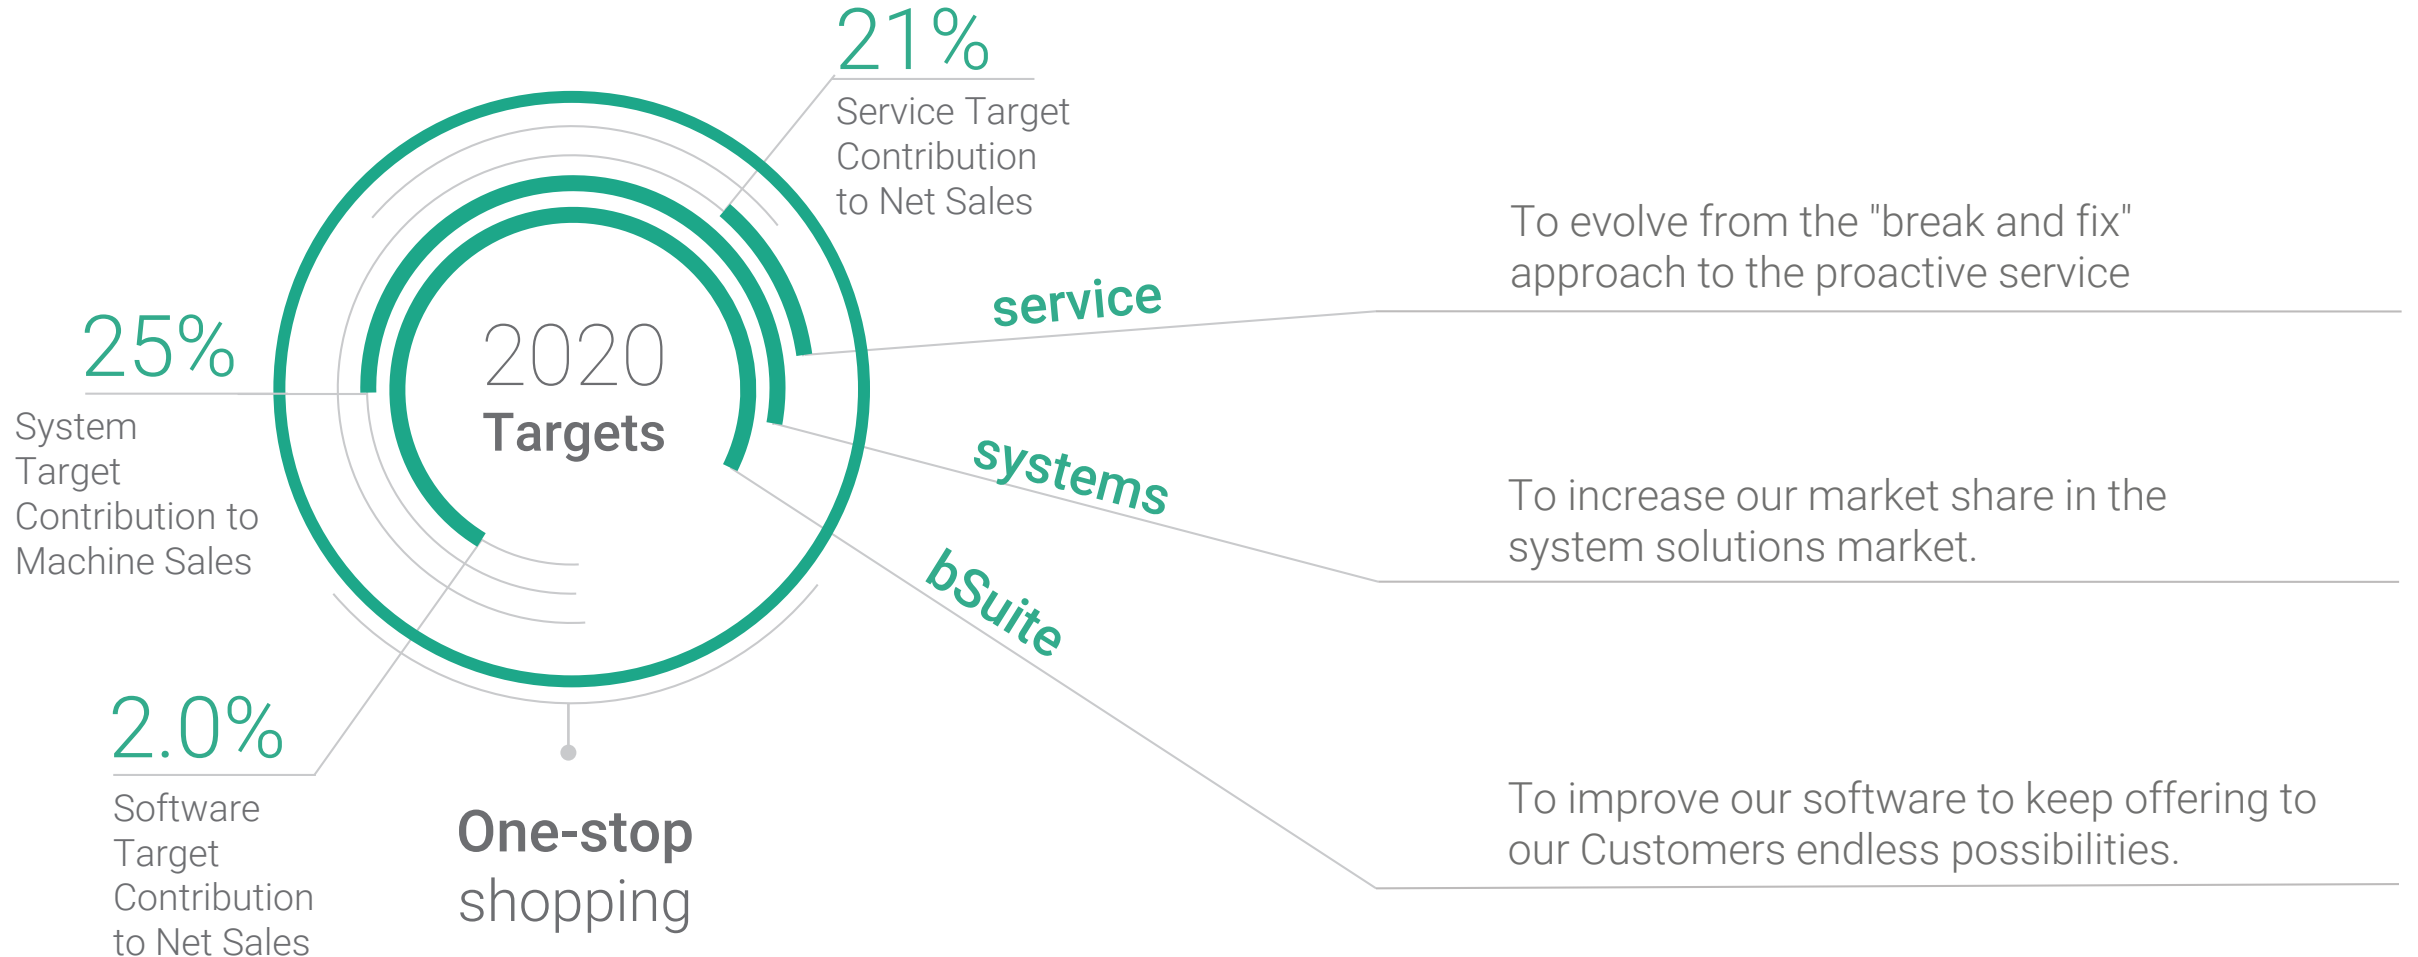 21%
Service Target
Contribution
to Net Sales
25%
System
Target
Contribution to
Machine Sales
2.0%
Software
Target
Contribution
to Net Sales
2020
Targets
One-stop
shopping
service
To evolve from the "break and fix"
approach to the proactive service
systems
To increase our market share in the
system solutions market.
bSuite
To improve our software to keep offering to
our Customers endless possibilities.